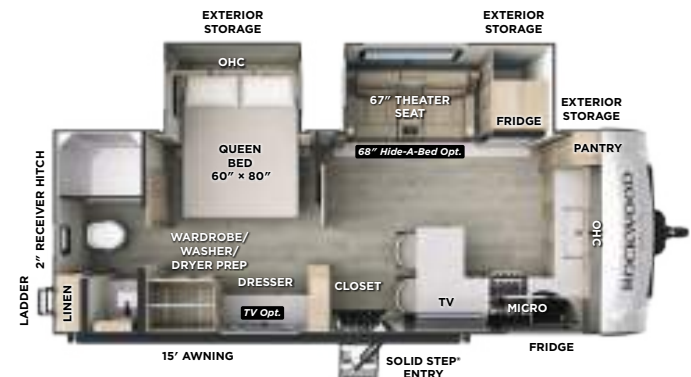 EXTERIOR
STORAGE
EXTERIOR
STORAGE
OHC
67" THEATER
SEAT
FRIDGE
EXTERIOR
STORAGE
QUEEN
BED
60" × 80"
68" Hide-A-Bed Opt.
PANTRY
2" RECEIVER HITCH
OHC
ROCKWOOD
WARDROBE/
WASHER/
DRYER PREP
DRESSER
CLOSET
LADDER
LINEN
TV Opt.
TV
MICRO
15' AWNING
SOLID STEP®
ENTRY
FRIDGE